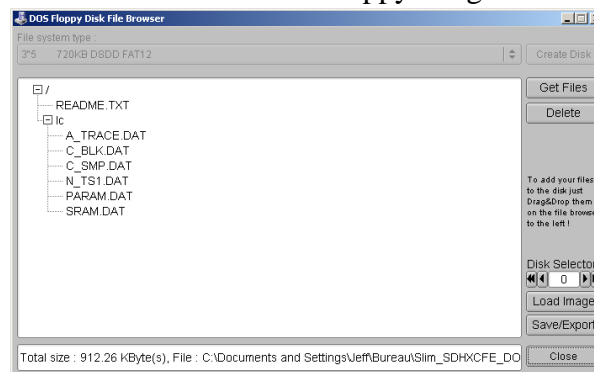 DOS Floppy Disk File Browser
File system type :
3"5 720KB DSDD FAT12
Create Disk
/
README.TXT
lc
A_TRACE.DAT
C_BLK.DAT
C_SMP.DAT
N_TS1.DAT
PARAM.DAT
SRAM.DAT
Get Files
Delete
To add your files
to the disk just
Drag&Drop them
on the file browse
to the left !
Disk Selector
0
Load Image
Save/Export
Total size : 912.26 KByte(s), File : C:\Documents and Settings\Jeff\Bureau\Slim_SDHXCFE_DO
Close